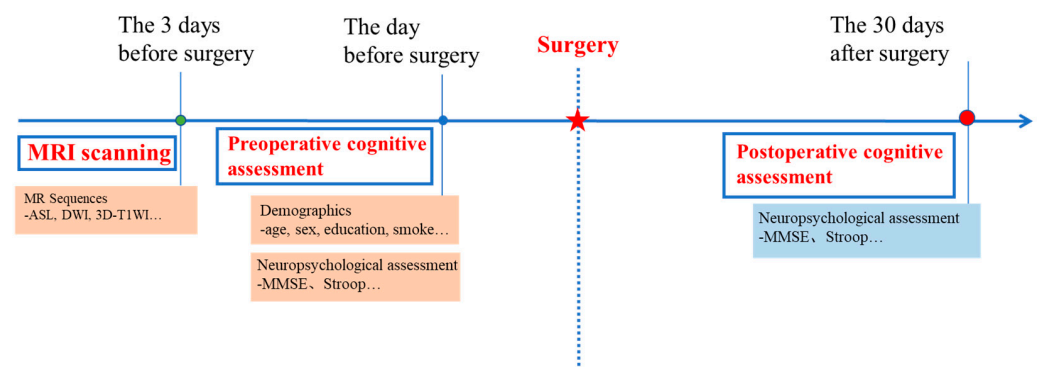 The 3 days
before surgery
The day
before surgery
Surgery
The 30 days
after surgery
MRI scanning
MR Sequences
-ASL, DWI, 3D-T1WI…
Preoperative cognitive
assessment
Demographics
-age, sex, education, smoke…
Neuropsychological assessment
-MMSE、Stroop…
Postoperative cognitive
assessment
Neuropsychological assessment
-MMSE、Stroop…